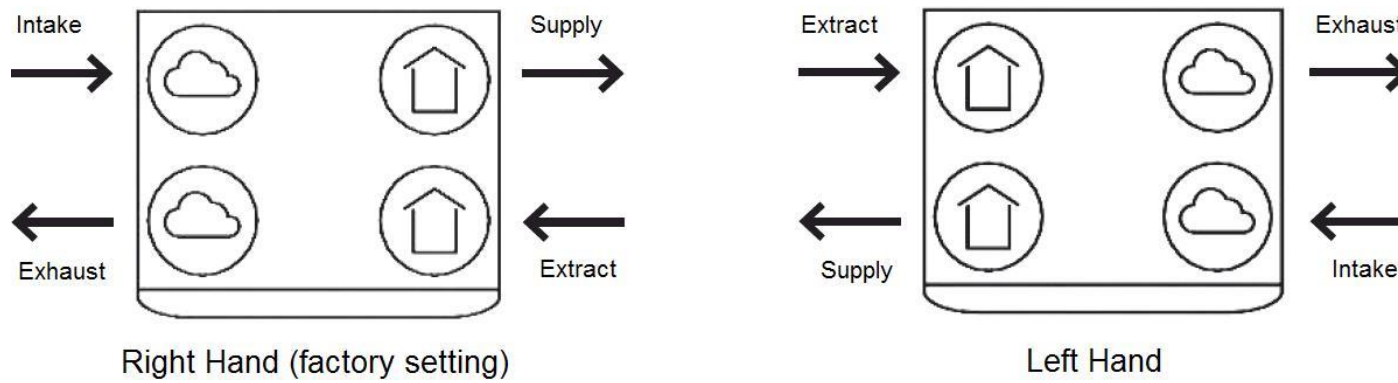 Intake
Supply
Exhaust
Extract
Right Hand (factory setting)
Extract
Exhaust
Supply
Intake
Left Hand